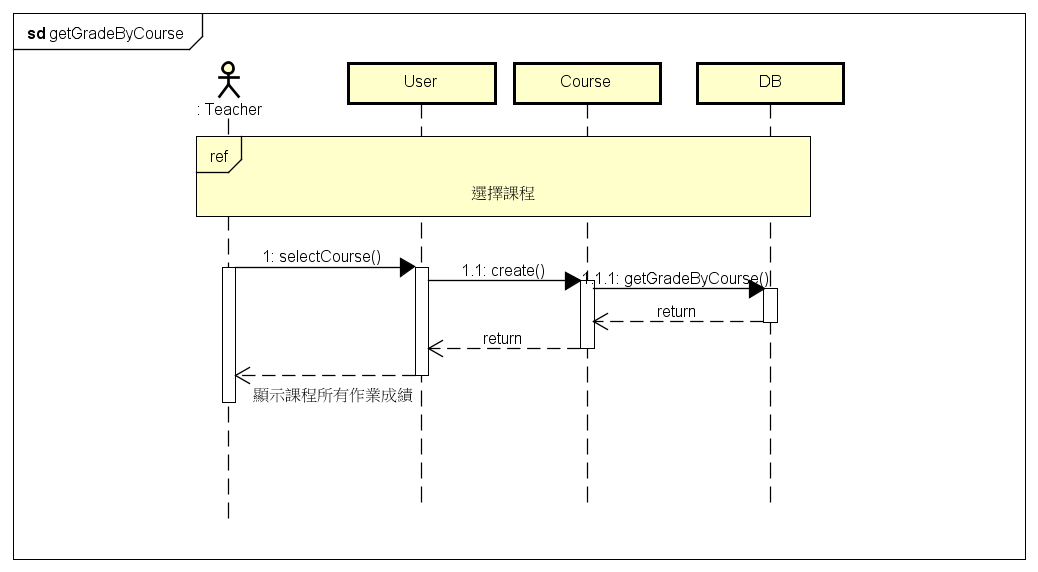 sd getGradeByCourse
: Teacher
User
Course
DB
ref
選擇課程
1: selectCourse()
1.1: create()
1.1.1: getGradeByCourse()
return
return
顯示課程所有作業成績